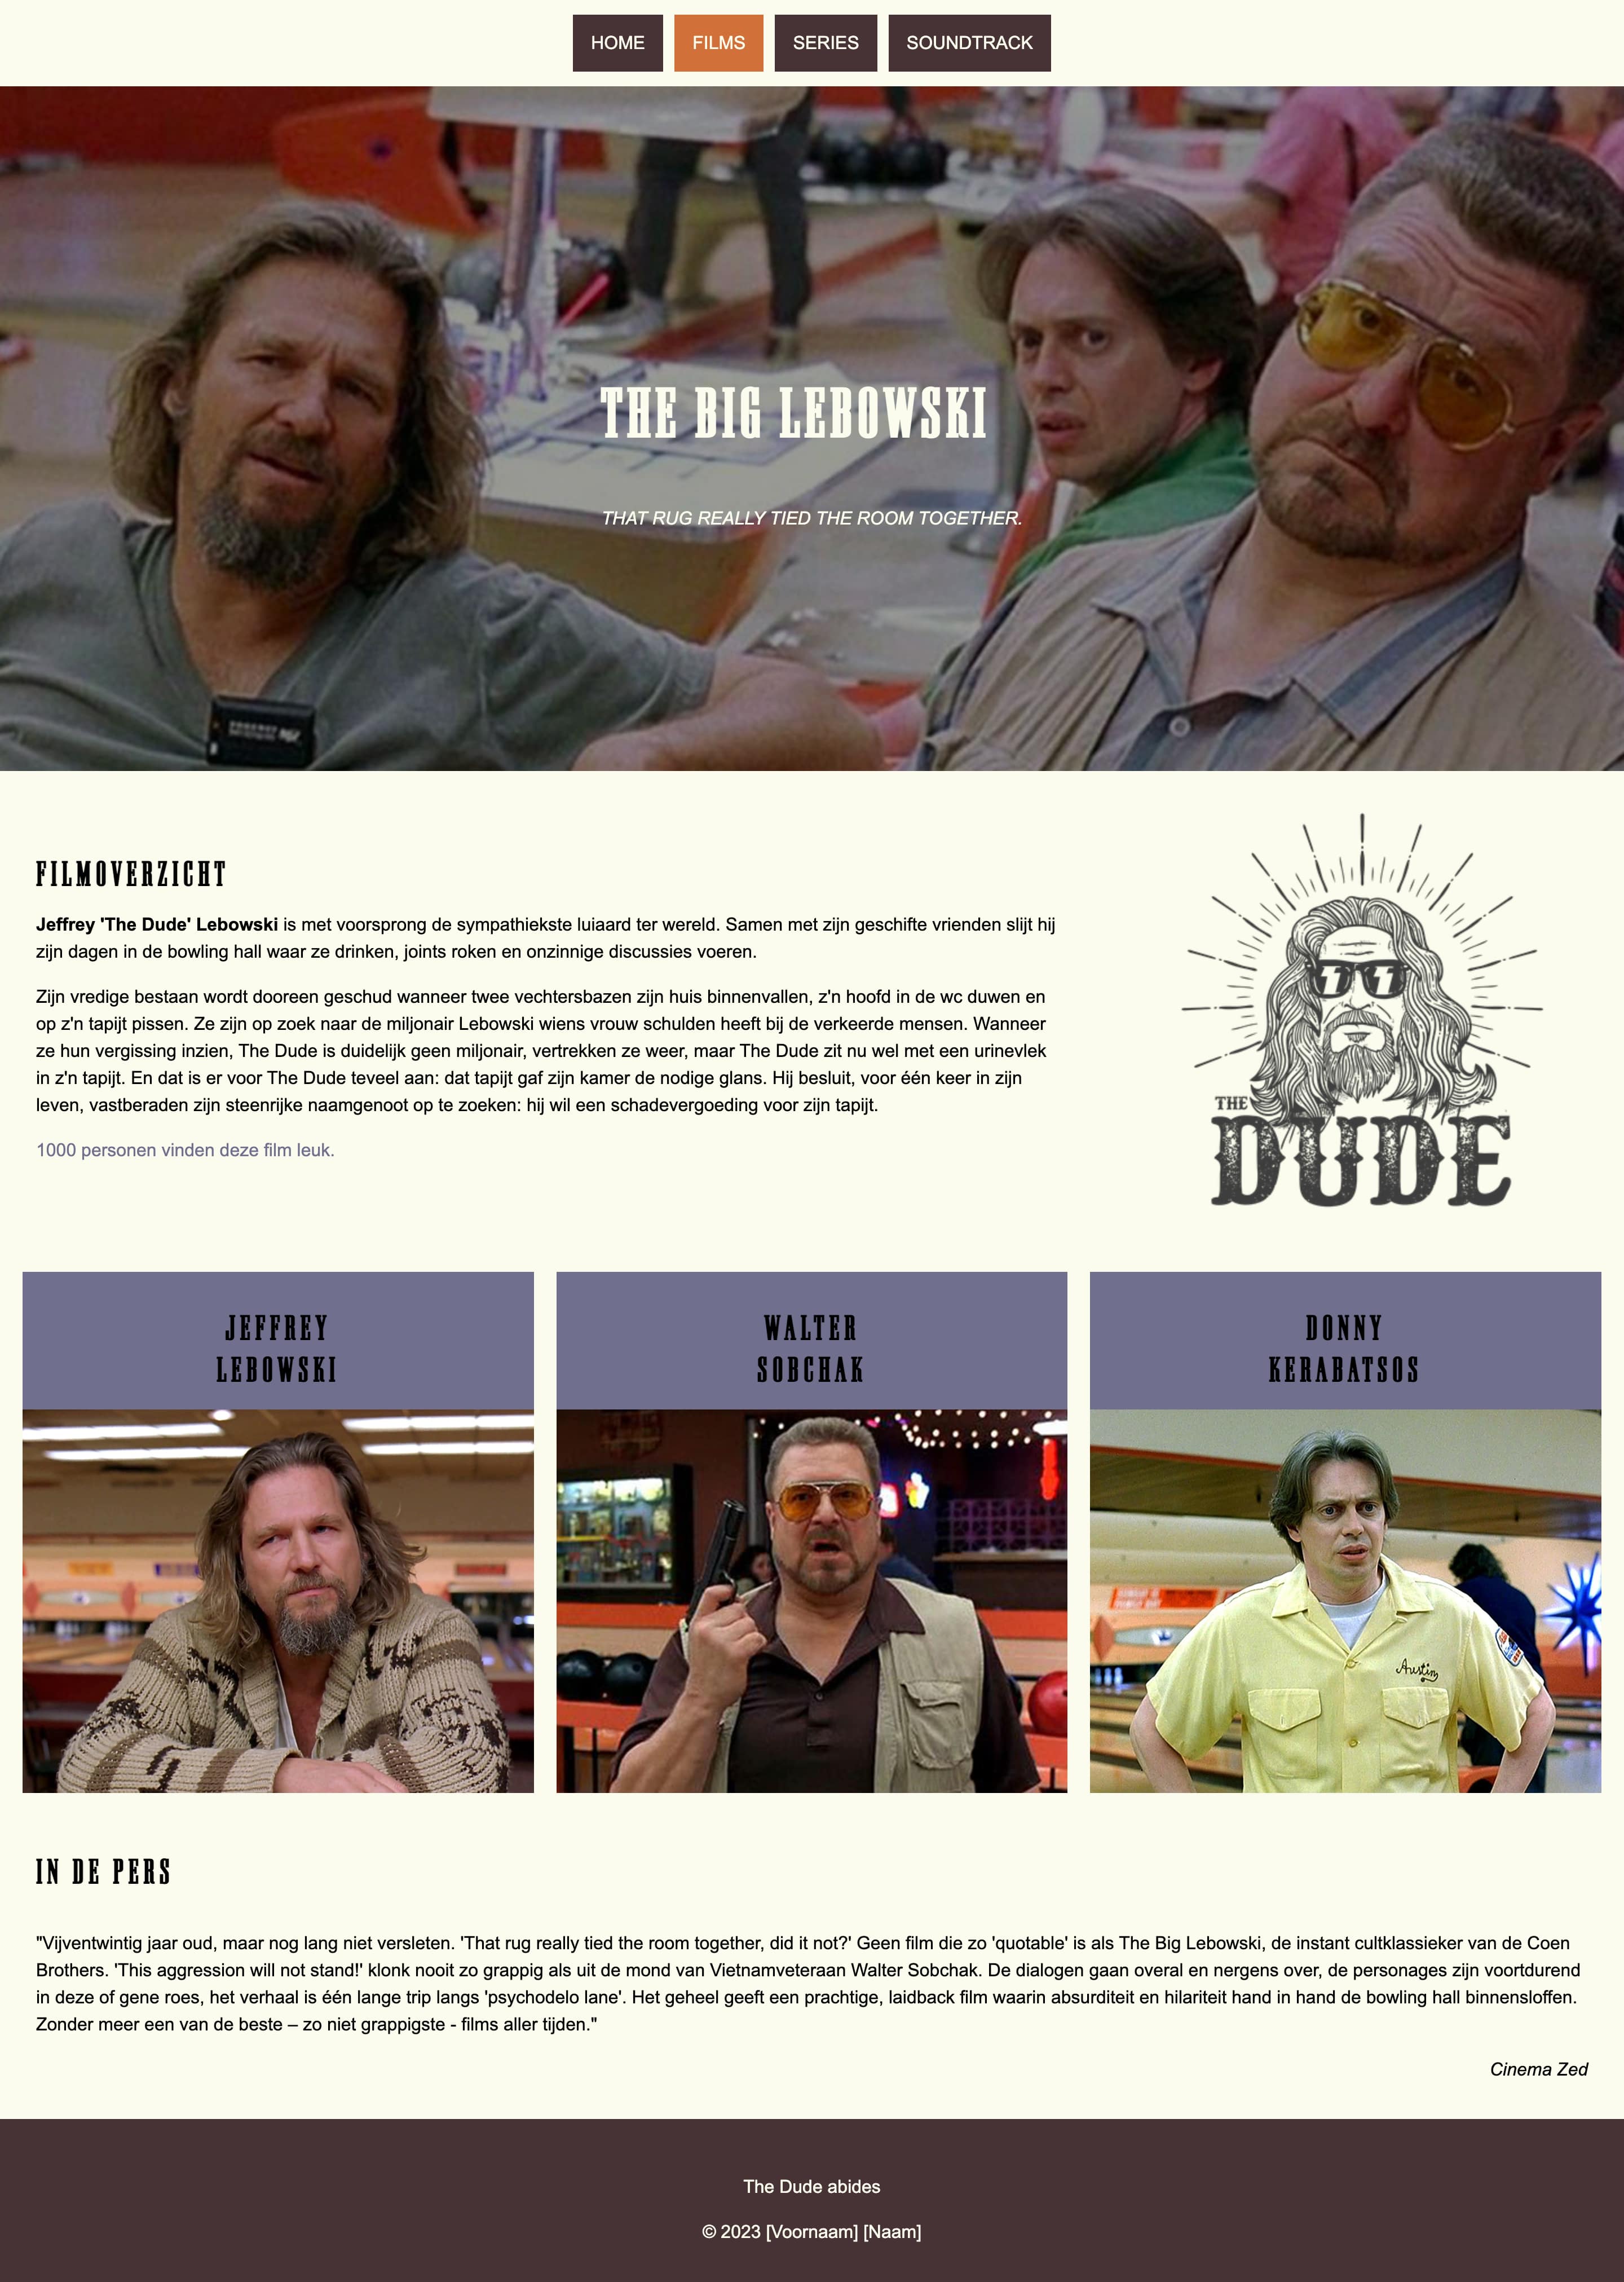 HOME FILMS SERIES SOUNDTRACK
THE BIG LEBOWSKI
THAT RUG REALLY TIED THE ROOM TOGETHER.
FILMOVERZICHT
Jeffrey 'The Dude' Lebowski is met voorsprong de sympathiekste luiaard ter wereld. Samen met zijn geschifte vrienden slijt hij
zijn dagen in de bowling hall waar ze drinken, joints roken en onzinnige discussies voeren.
Zijn vredige bestaan wordt dooreen geschud wanneer twee vechtersbazen zijn huis binnenvallen, z'n hoofd in de wc duwen en
op z'n tapijt pissen. Ze zijn op zoek naar de miljonair Lebowski wiens vrouw schulden heeft bij de verkeerde mensen. Wanneer
ze hun vergissing inzien, The Dude is duidelijk geen miljonair, vertrekken ze weer, maar The Dude zit nu wel met een urinevlek
in z'n tapijt. En dat is er voor The Dude teveel aan: dat tapijt gaf zijn kamer de nodige glans. Hij besluit, voor één keer in zijn
leven, vastberaden zijn steenrijke naamgenoot op te zoeken: hij wil een schadevergoeding voor zijn tapijt.
1000 personen vinden deze film leuk.
THE
DUDE
JEFFREY
LEBOWSKI
WALTER
SOBCHAK
DONNY
KERABATSOS
Austin
IN DE PERS
"Vijventwintig jaar oud, maar nog lang niet versleten. 'That rug really tied the room together, did it not?' Geen film die zo 'quotable' is als The Big Lebowski, de instant cultklassieker van de Coen
Brothers. 'This aggression will not stand!' klonk nooit zo grappig als uit de mond van Vietnamveteraan Walter Sobchak. De dialogen gaan overal en nergens over, de personages zijn voortdurend
in deze of gene roes, het verhaal is één lange trip langs 'psychodelo lane'. Het geheel geeft een prachtige, laidback film waarin absurditeit en hilariteit hand in hand de bowling hall binnensloffen.
Zonder meer een van de beste – zo niet grappigste - films aller tijden."
Cinema Zed
The Dude abides
© 2023 [Voornaam] [Naam]